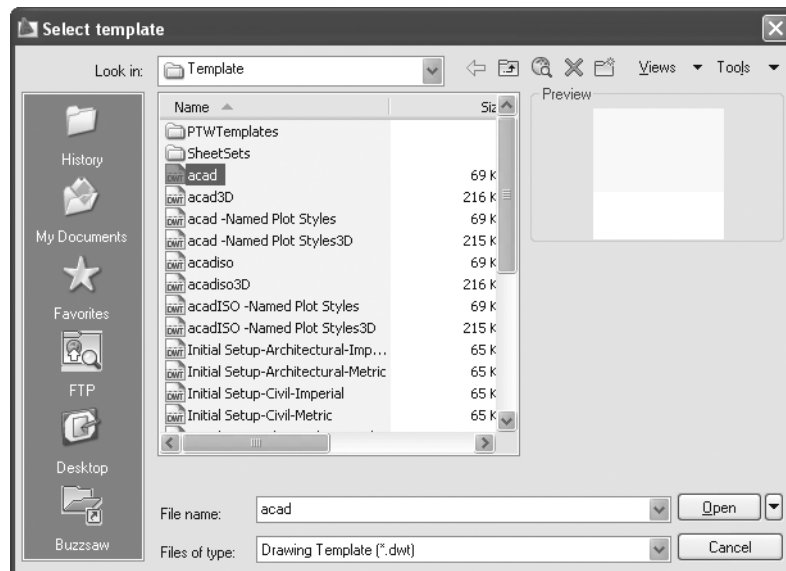 Select template
Look in: Template Views Tools
History
My Documents
Favorites
FTP
Desktop
Buzzsaw
Name Siz
PTWTemplates
SheetSets
acad 69 K
acad3D 216 K
acad -Named Plot Styles 69 K
acad -Named Plot Styles3D 215 K
acadiso 69 K
acadiso3D 216 K
acadISO -Named Plot Styles 69 K
acadISO -Named Plot Styles3D 215 K
Initial Setup-Architectural-Imp... 65 K
Initial Setup-Architectural-Metric 65 K
Initial Setup-Civil-Imperial 65 K
Initial Setup-Civil-Metric 65 K
Preview
File name: acad Open
Files of type: Drawing Template (*.dwt) Cancel